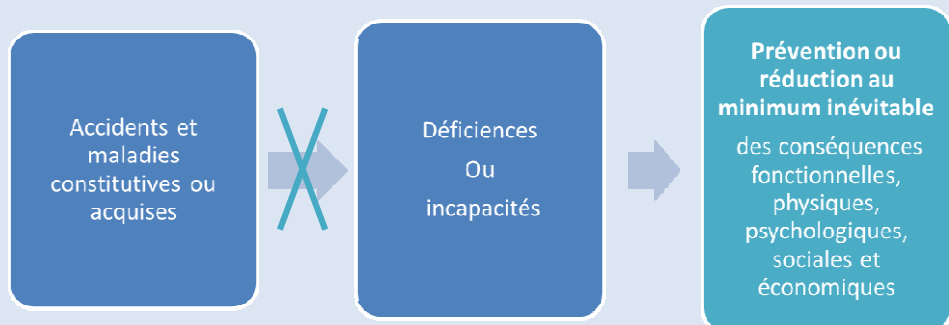 Accidents et
maladies
constitutives ou
acquises
Déficiences
Ou
incapacités
Prévention ou
réduction au
minimum inévitable
des conséquences
fonctionnelles,
physiques,
psychologiques,
sociales et
économiques